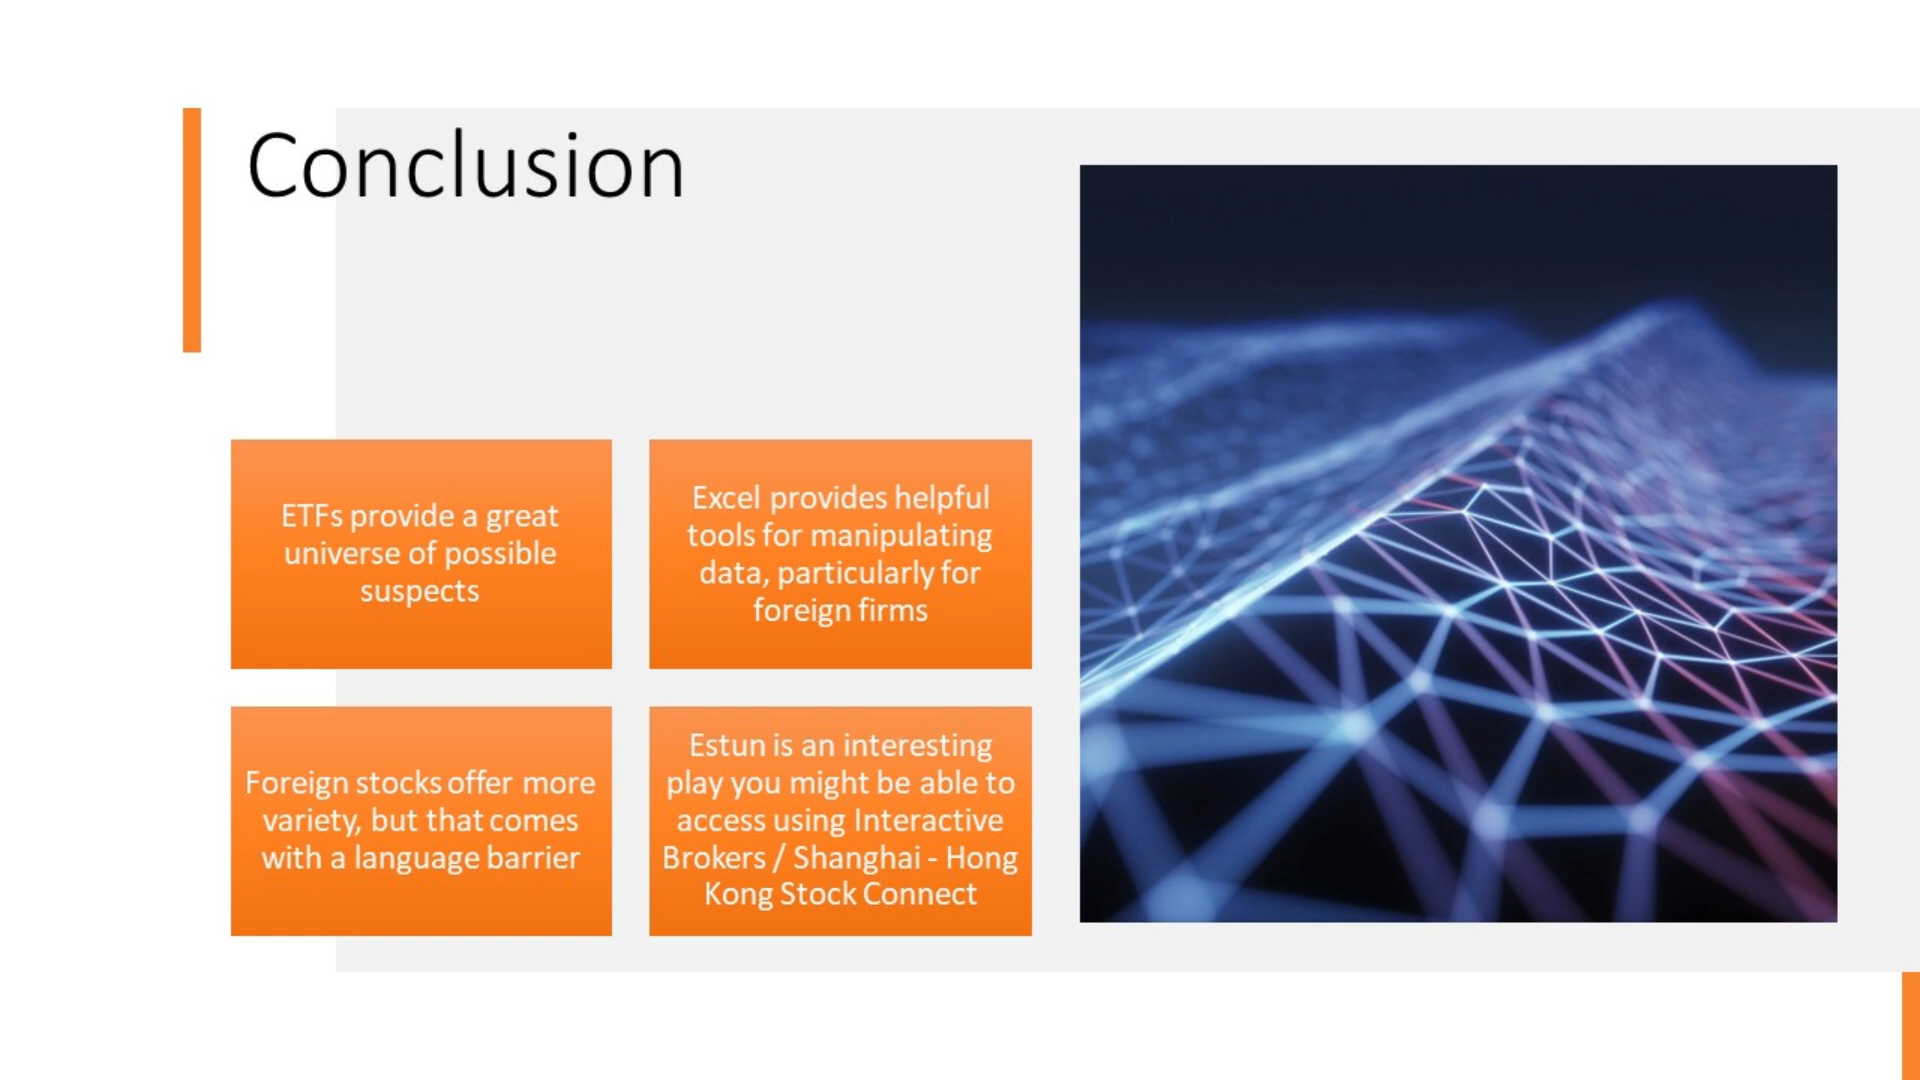 Conclusion
ETFs provide a great
universe of possible
suspects
Excel provides helpful
tools for manipulating
data, particularly for
foreign firms
Foreign stocks offer more
variety, but that comes
with a language barrier
Estun is an interesting
play you might be able to
access using Interactive
Brokers / Shanghai - Hong
Kong Stock Connect